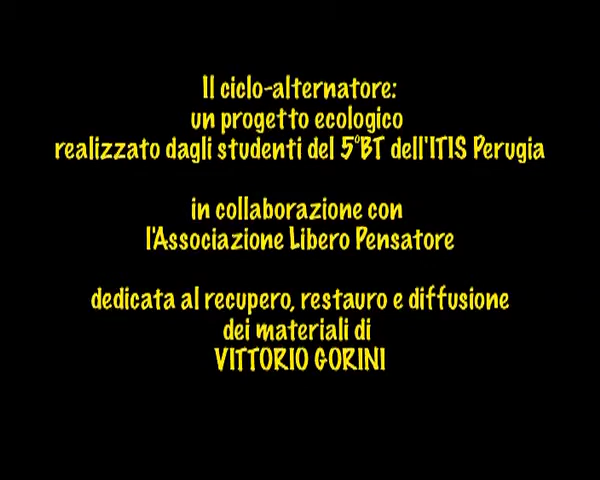 Il ciclo-alternatore:
un progetto ecologico
realizzato dagli studenti del 5°BT dell'ITIS Perugia
in collaborazione con
l'Associazione Libero Pensatore
dedicata al recupero, restauro e diffusione
dei materiali di
VITTORIO GORINI